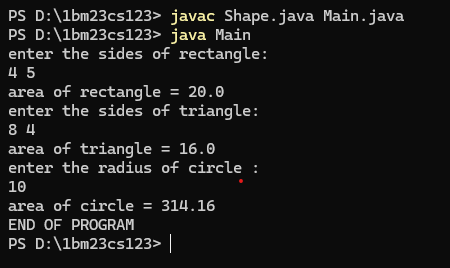 PS D:\1bm23cs123> javac Shape.java Main.java
PS D:\1bm23cs123> java Main
enter the sides of rectangle:
4 5
area of rectangle = 20.0
enter the sides of triangle:
8 4
area of triangle = 16.0
enter the radius of circle :
10
area of circle = 314.16
END OF PROGRAM
PS D:\1bm23cs123>